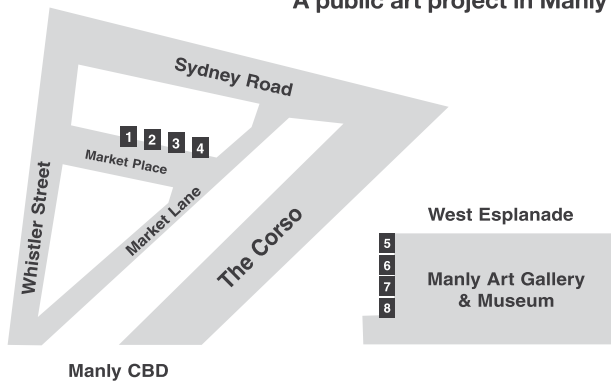 A public art project in Manly
Sydney Road
1 2 3 4
Market Place
Market Lane
Whistler Street
The Corso
West Esplanade
5
6
7
8
Manly Art Gallery
& Museum
Manly CBD